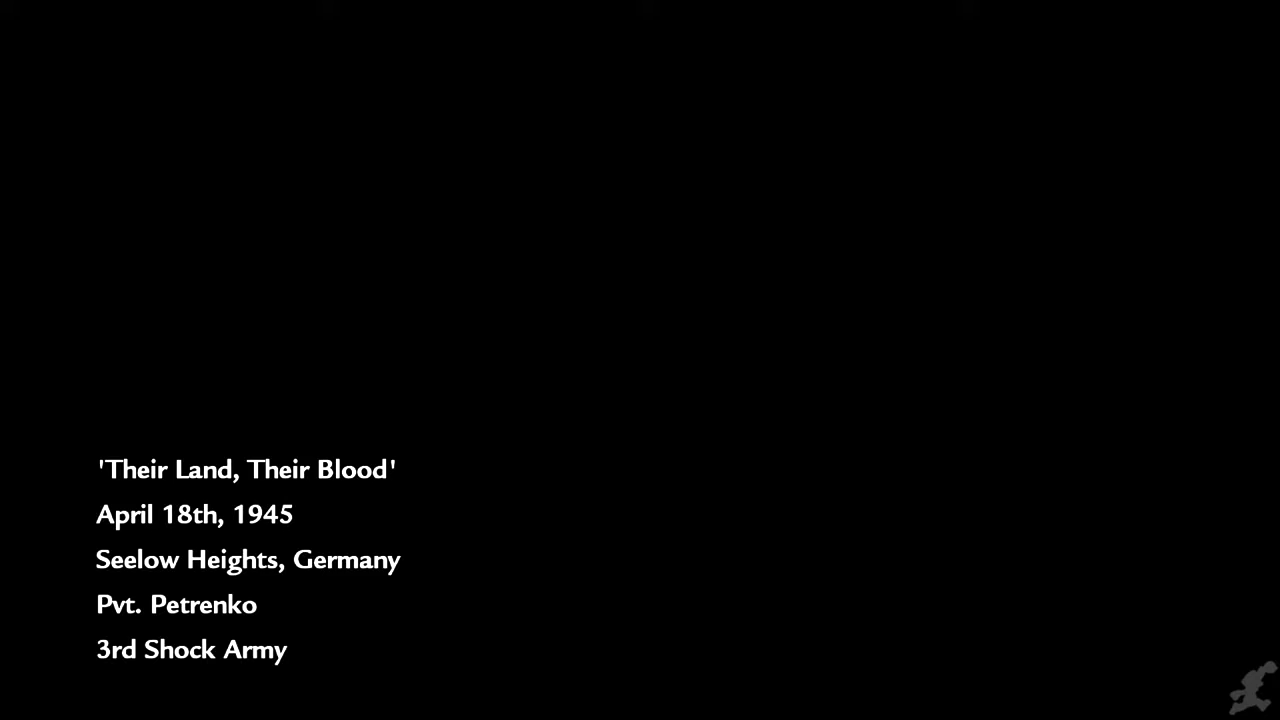 'Their Land, Their Blood'
April 18th, 1945
Seelow Heights, Germany
Pvt. Petrenko
3rd Shock Army